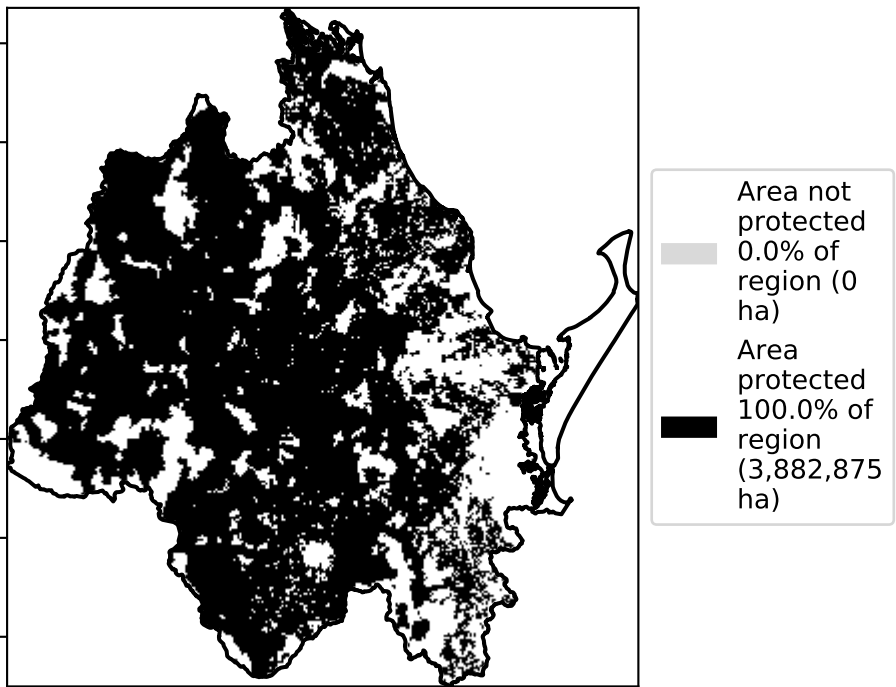 Area not
protected
0.0% of
region (0
ha)
Area
protected
100.0% of
region
(3,882,875
ha)